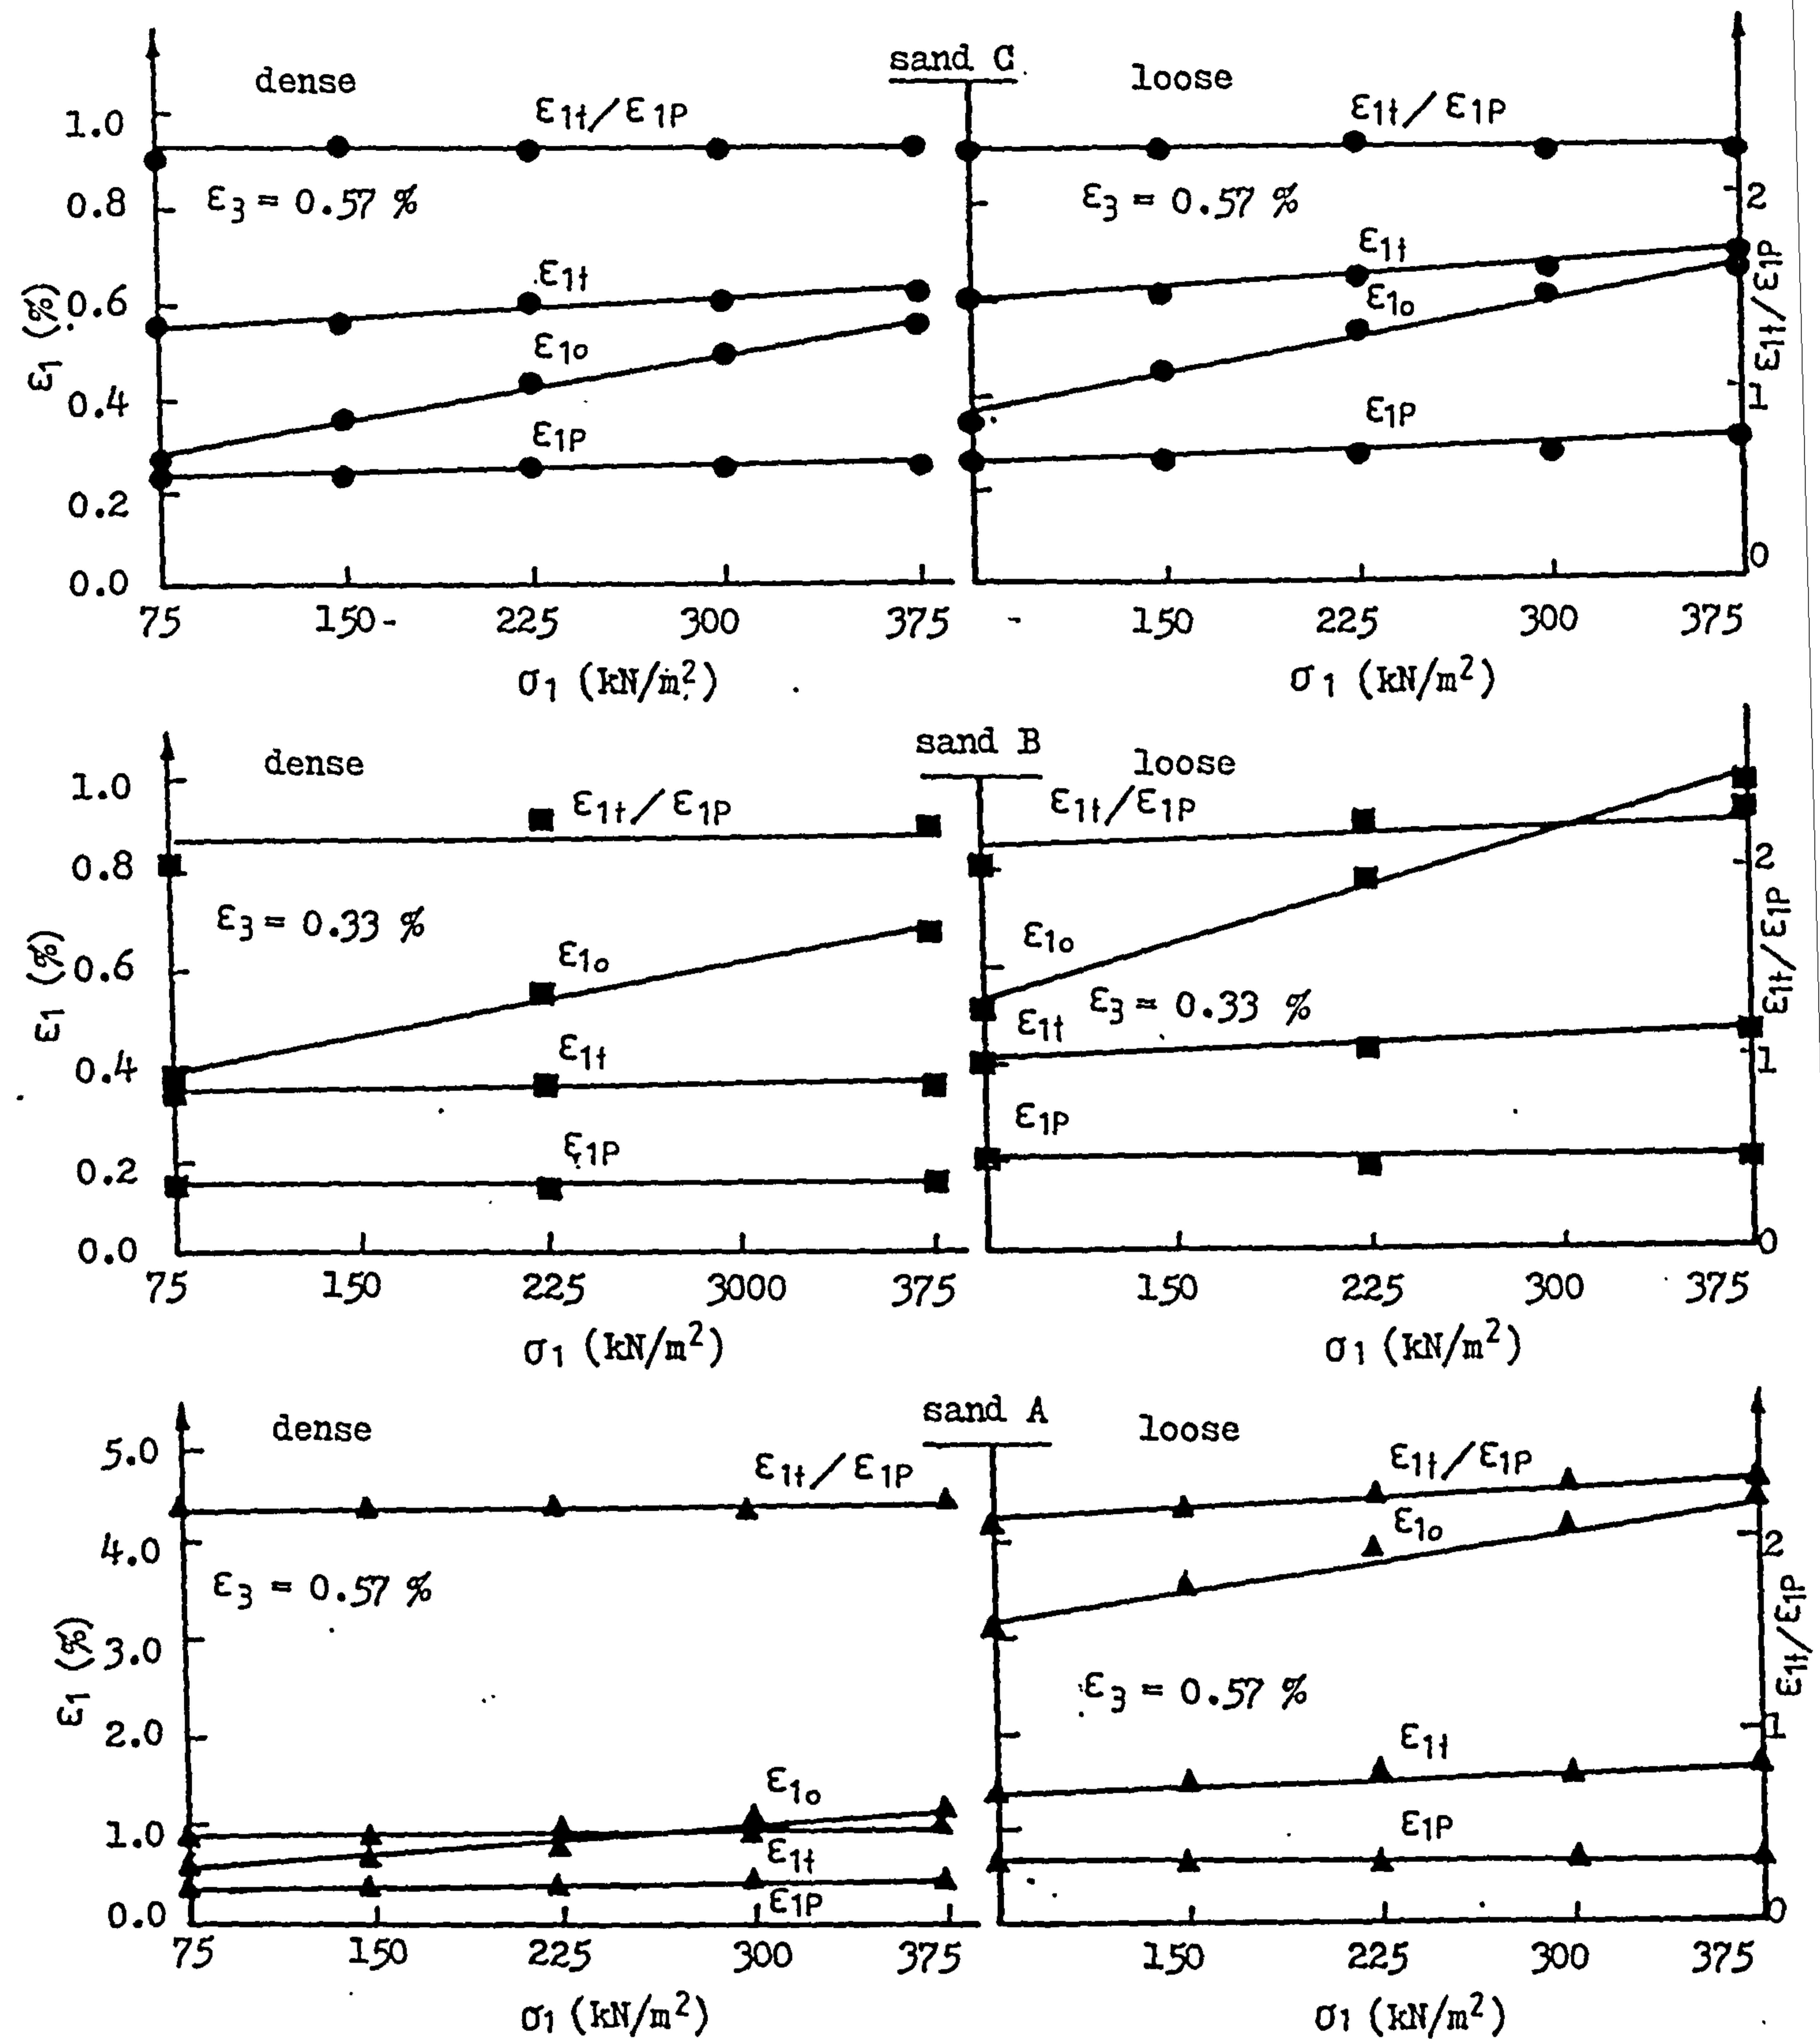 sand C
dense
loose
ε1t/ε1P
ε1t/ε1P
1.0
0.8
0.6
0.4
0.2
0.0
ε1 (%)
ε3 = 0.57 %
ε3 = 0.57 %
ε1t
ε1o
ε1P
ε1t
ε1o
ε1P
2
1
0
ε1t/ε1P
75
150
225
300
375
150
225
300
375
σ1 (kN/m2)
σ1 (kN/m2)
sand B
dense
loose
ε1t/ε1P
ε1t/ε1P
1.0
0.8
0.6
0.4
0.2
0.0
ε1 (%)
ε3 = 0.33 %
ε1o
ε1t
ε1P
ε1o
ε3 = 0.33 %
ε1t
ε1P
2
1
0
ε1t/ε1P
75
150
225
3000
375
150
225
300
375
σ1 (kN/m2)
σ1 (kN/m2)
sand A
dense
loose
ε1t/ε1P
ε1t/ε1P
5.0
4.0
3.0
2.0
1.0
0.0
ε1 (%)
ε3 = 0.57 %
ε1o
ε1t
ε1P
ε1o
ε3 = 0.57 %
ε1t
ε1P
2
1
0
ε1t/ε1P
75
150
225
300
375
150
225
300
375
σ1 (kN/m2)
σ1 (kN/m2)